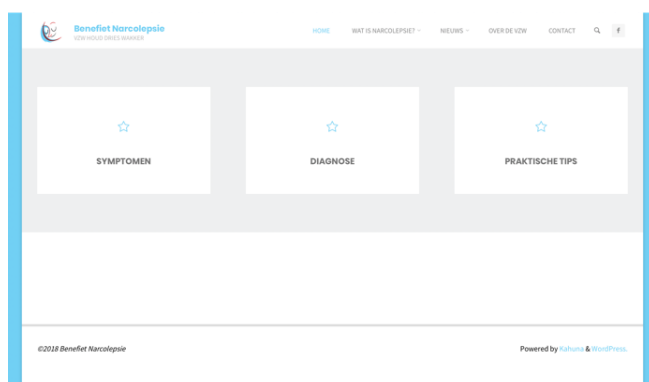 Benefiet Narcolepsie
VZW HOUD DRIES WAKKER
HOME WAT IS NARCOLEPSIE? NIEUWS OVER DE VZW CONTACT
SYMPTOMEN DIAGNOSE PRAKTISCHE TIPS
©2018 Benefiet Narcolepsie Powered by Kahuna & WordPress.